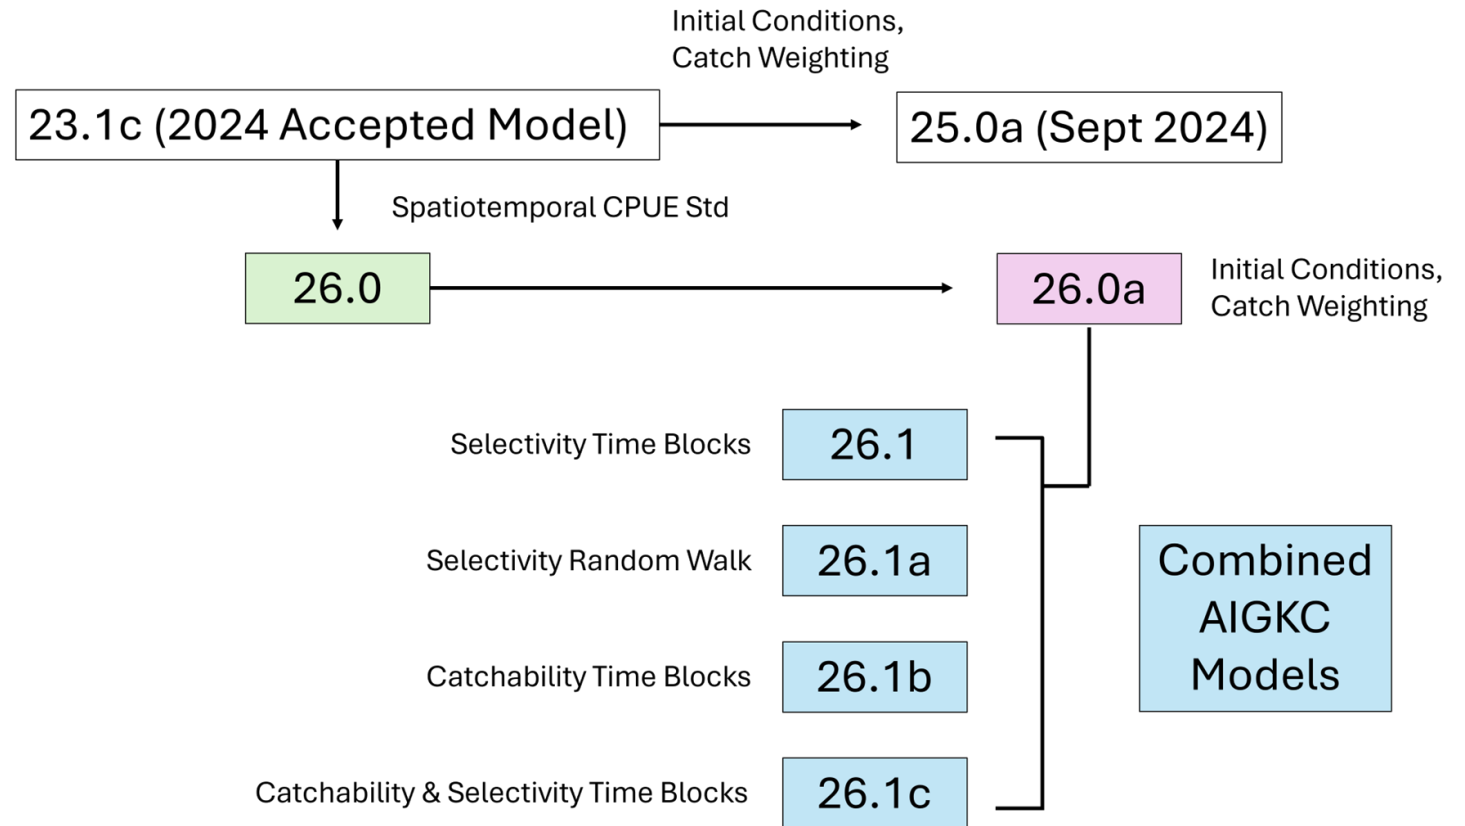 Initial Conditions,
Catch Weighting
23.1c (2024 Accepted Model)
25.0a (Sept 2024)
Spatiotemporal CPUE Std
26.0
26.0a
Initial Conditions,
Catch Weighting
Selectivity Time Blocks
26.1
Selectivity Random Walk
26.1a
Combined
AIGKC
Models
Catchability Time Blocks
26.1b
Catchability & Selectivity Time Blocks
26.1c